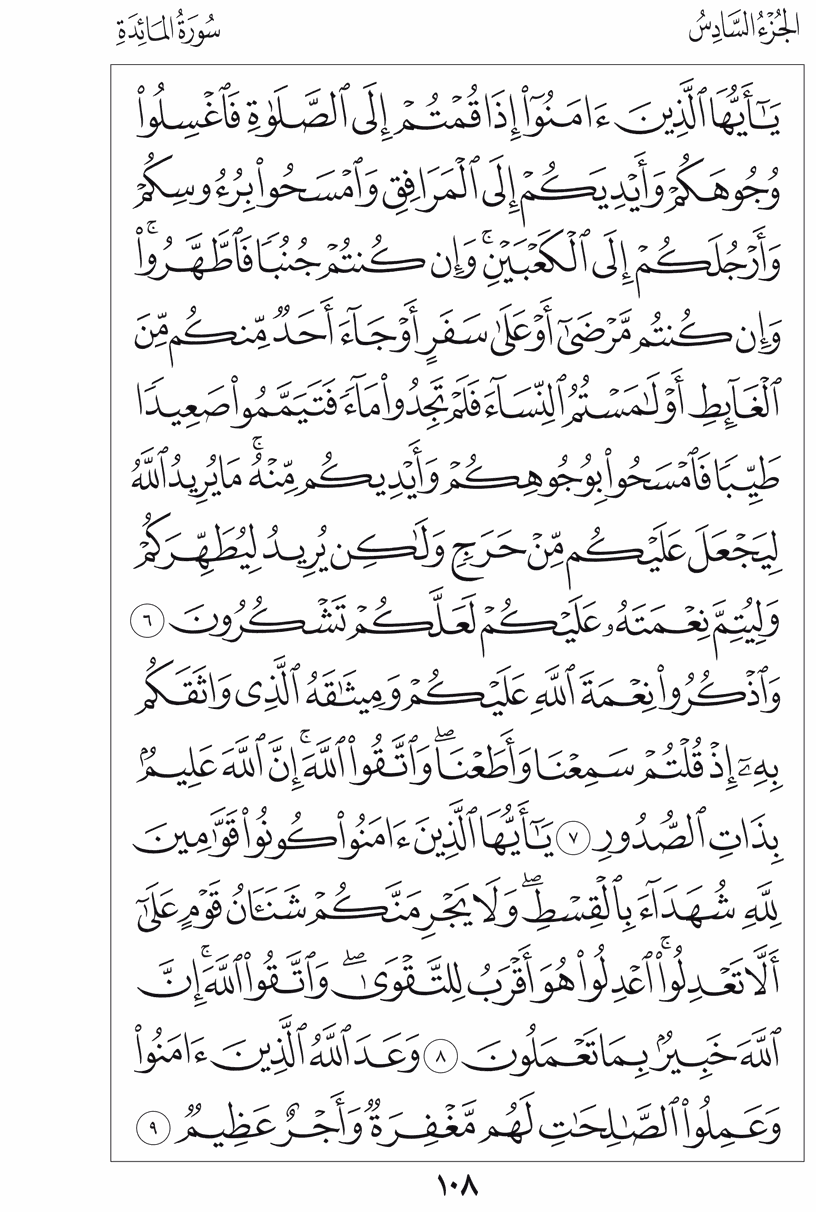 الجُزْءُ السَّادِسُ
سُورَةُ المَائِدَةِ
يَٰٓأَيُّهَا ٱلَّذِينَ ءَامَنُوٓاْ إِذَا قُمۡتُمۡ إِلَى ٱلصَّلَوٰةِ فَٱغۡسِلُواْ
وُجُوهَكُمۡ وَأَيۡدِيَكُمۡ إِلَى ٱلۡمَرَافِقِ وَٱمۡسَحُواْ بِرُءُوسِكُمۡ
وَأَرۡجُلَكُمۡ إِلَى ٱلۡكَعۡبَيۡنِۚ وَإِن كُنتُمۡ جُنُبٗا فَٱطَّهَّرُواْۚ
وَإِن كُنتُم مَّرۡضَىٰٓ أَوۡ عَلَىٰ سَفَرٍ أَوۡ جَآءَ أَحَدٞ مِّنكُم مِّنَ
ٱلۡغَآئِطِ أَوۡ لَٰمَسۡتُمُ ٱلنِّسَآءَ فَلَمۡ تَجِدُواْ مَآءٗ فَتَيَمَّمُواْ صَعِيدٗا
طَيِّبٗا فَٱمۡسَحُواْ بِوُجُوهِكُمۡ وَأَيۡدِيكُم مِّنۡهُۚ مَا يُرِيدُ ٱللَّهُ
لِيَجۡعَلَ عَلَيۡكُم مِّنۡ حَرَجٖ وَلَٰكِن يُرِيدُ لِيُطَهِّرَكُمۡ
وَلِيُتِمَّ نِعۡمَتَهُۥ عَلَيۡكُمۡ لَعَلَّكُمۡ تَشۡكُرُونَ ٦
وَٱذۡكُرُواْ نِعۡمَةَ ٱللَّهِ عَلَيۡكُمۡ وَمِيثَٰقَهُ ٱلَّذِي وَاثَقَكُم
بِهِۦٓ إِذۡ قُلۡتُمۡ سَمِعۡنَا وَأَطَعۡنَاۖ وَٱتَّقُواْ ٱللَّهَۚ إِنَّ ٱللَّهَ عَلِيمُۢ
بِذَاتِ ٱلصُّدُورِ ٧ يَٰٓأَيُّهَا ٱلَّذِينَ ءَامَنُواْ كُونُواْ قَوَّٰمِينَ
لِلَّهِ شُهَدَآءَ بِٱلۡقِسۡطِۖ وَلَا يَجۡرِمَنَّكُمۡ شَنَـَٔانُ قَوۡمٍ عَلَىٰٓ
أَلَّا تَعۡدِلُواْۚ ٱعۡدِلُواْ هُوَ أَقۡرَبُ لِلتَّقۡوَىٰۖ وَٱتَّقُواْ ٱللَّهَۚ إِنَّ
ٱللَّهَ خَبِيرُۢ بِمَا تَعۡمَلُونَ ٨ وَعَدَ ٱللَّهُ ٱلَّذِينَ ءَامَنُواْ
وَعَمِلُواْ ٱلصَّٰلِحَٰتِ لَهُم مَّغۡفِرَةٞ وَأَجۡرٌ عَظِيمٞ ٩
١٠٨